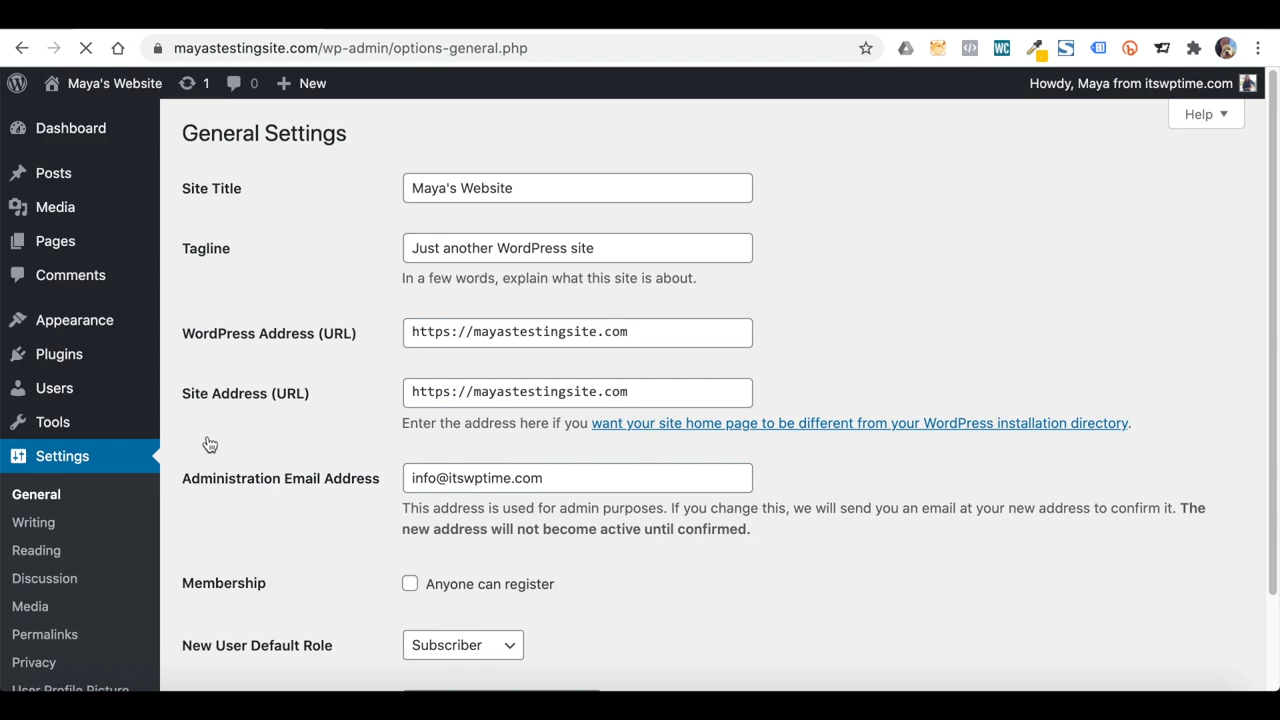 mayastestingsite.com/wp-admin/options-general.php
WC
Maya's Website 1 0 New Howdy, Maya from itswptime.com
Help
Dashboard
Posts
Media
Pages
Comments
Appearance
Plugins
Users
Tools
Settings
General
Writing
Reading
Discussion
Media
Permalinks
Privacy
User Profile Picture
General Settings
Site Title Maya's Website
Tagline Just another WordPress site
In a few words, explain what this site is about.
WordPress Address (URL) https://mayastestingsite.com
Site Address (URL) https://mayastestingsite.com
Enter the address here if you want your site home page to be different from your WordPress installation directory.
Administration Email Address info@itswptime.com
This address is used for admin purposes. If you change this, we will send you an email at your new address to confirm it. The
new address will not become active until confirmed.
Membership Anyone can register
New User Default Role Subscriber